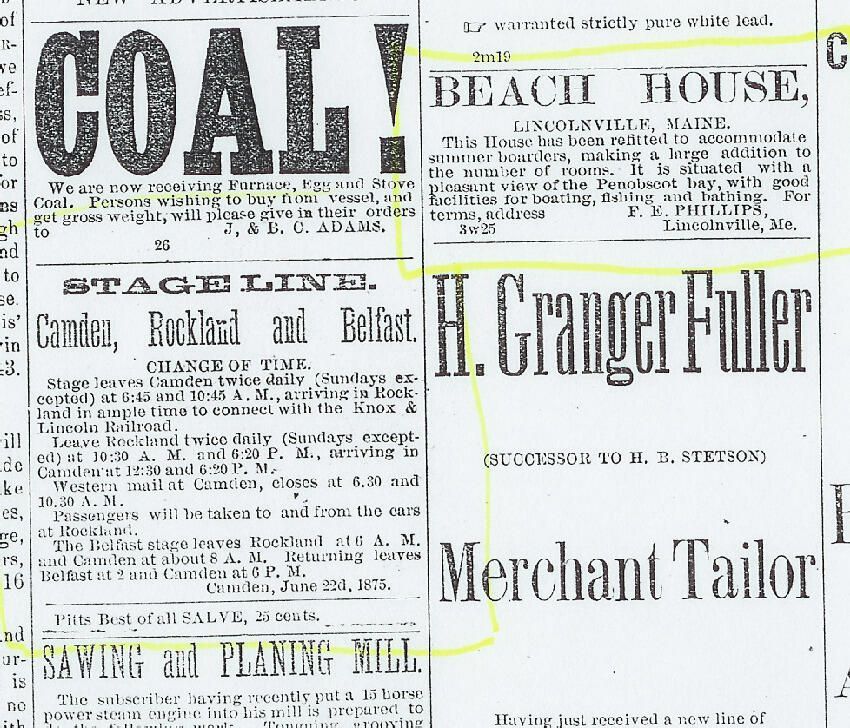 COAL!
We are now receiving Furnace, Egg and Stove
Coal. Persons wishing to buy from vessel, and
get gross weight, will please give in their orders
to J, & B. C. ADAMS.
26
STAGE LINE.
Camden, Rockland and Belfast.
CHANGE OF TIME.
Stage leaves Camden twice daily (Sundays ex-
cepted) at 6:45 and 10:45 A. M., arriving in Rock-
land in ample time to connect with the Knox &
Lincoln Railroad.
Leave Rockland twice daily (Sundays except-
ed) at 10:30 A. M. and 6:20 P. M., arriving in
Camden at 12:30 and 6:20 P. M.
Western mail at Camden, closes at 6.30 and
10.30 A. M.
Passengers will be taken to and from the cars
at Rockland.
The Belfast stage leaves Rockland at 6 A. M.
and Camden at about 8 A. M. Returning leaves
Belfast at 2 and Camden at 6 P. M.
Camden, June 22d, 1875.
Pitts Best of all SALVE, 25 cents.
SAWING and PLANING MILL.
The subscriber having recently put a 15 horse
power steam engine into his mill is prepared to
☞ warranted strictly pure white lead.
2m19
BEACH HOUSE,
LINCOLNVILLE, MAINE.
This House has been refitted to accommodate
summer boarders, making a large addition to
the number of rooms. It is situated with a
pleasant view of the Penobscot bay, with good
facilities for boating, fishing and bathing. For
terms, address F. E. PHILLIPS,
3w25 Lincolnville, Me.
H. Granger Fuller
(SUCCESSOR TO H. B. STETSON)
Merchant Tailor
Having just received a new line of